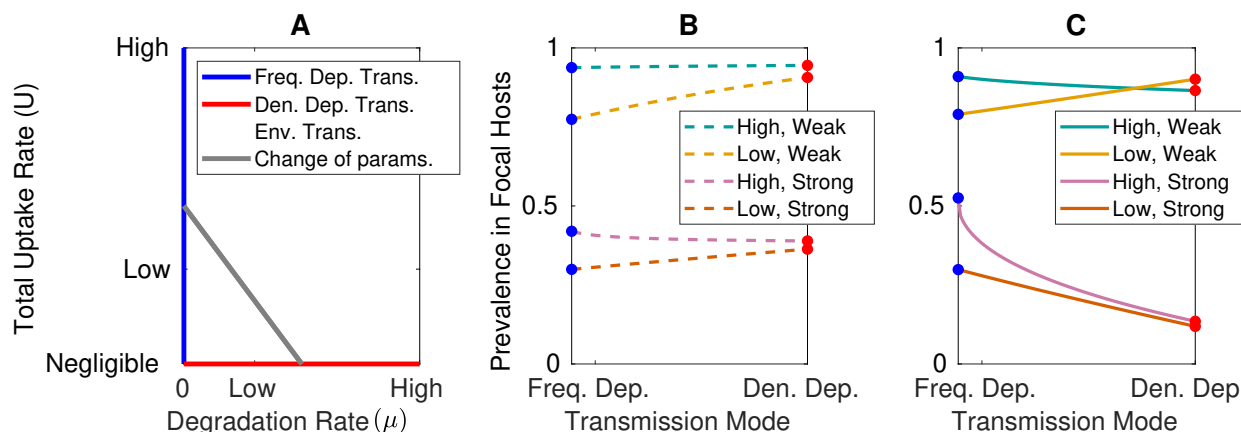 A
High
Total Uptake Rate (U)
Low
Negligible
0
Low
High
Degradation Rate (μ)
Freq. Dep. Trans.
Den. Dep. Trans.
Env. Trans.
Change of params.
B
1
Prevalence in Focal Hosts
0.5
0
Freq. Dep.
Den. Dep.
Transmission Mode
High, Weak
Low, Weak
High, Strong
Low, Strong
C
1
0.5
0
Freq. Dep.
Den. Dep.
Transmission Mode
High, Weak
Low, Weak
High, Strong
Low, Strong